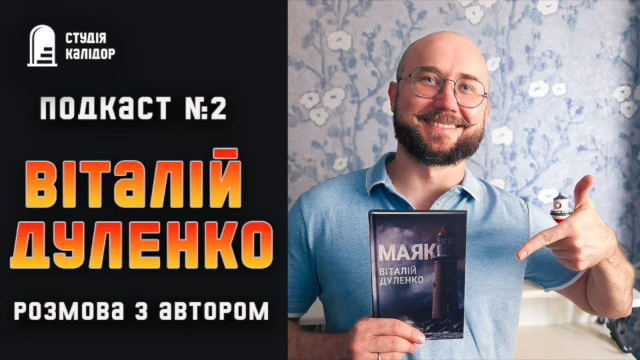 СТУДІЯ
КАЛІДОР
ПОДКАСТ №2
ВІТАЛІЙ
ДУЛЕНКО
РОЗМОВА З АВТОРОМ
МАЯК
ВІТАЛІЙ
ДУЛЕНКО